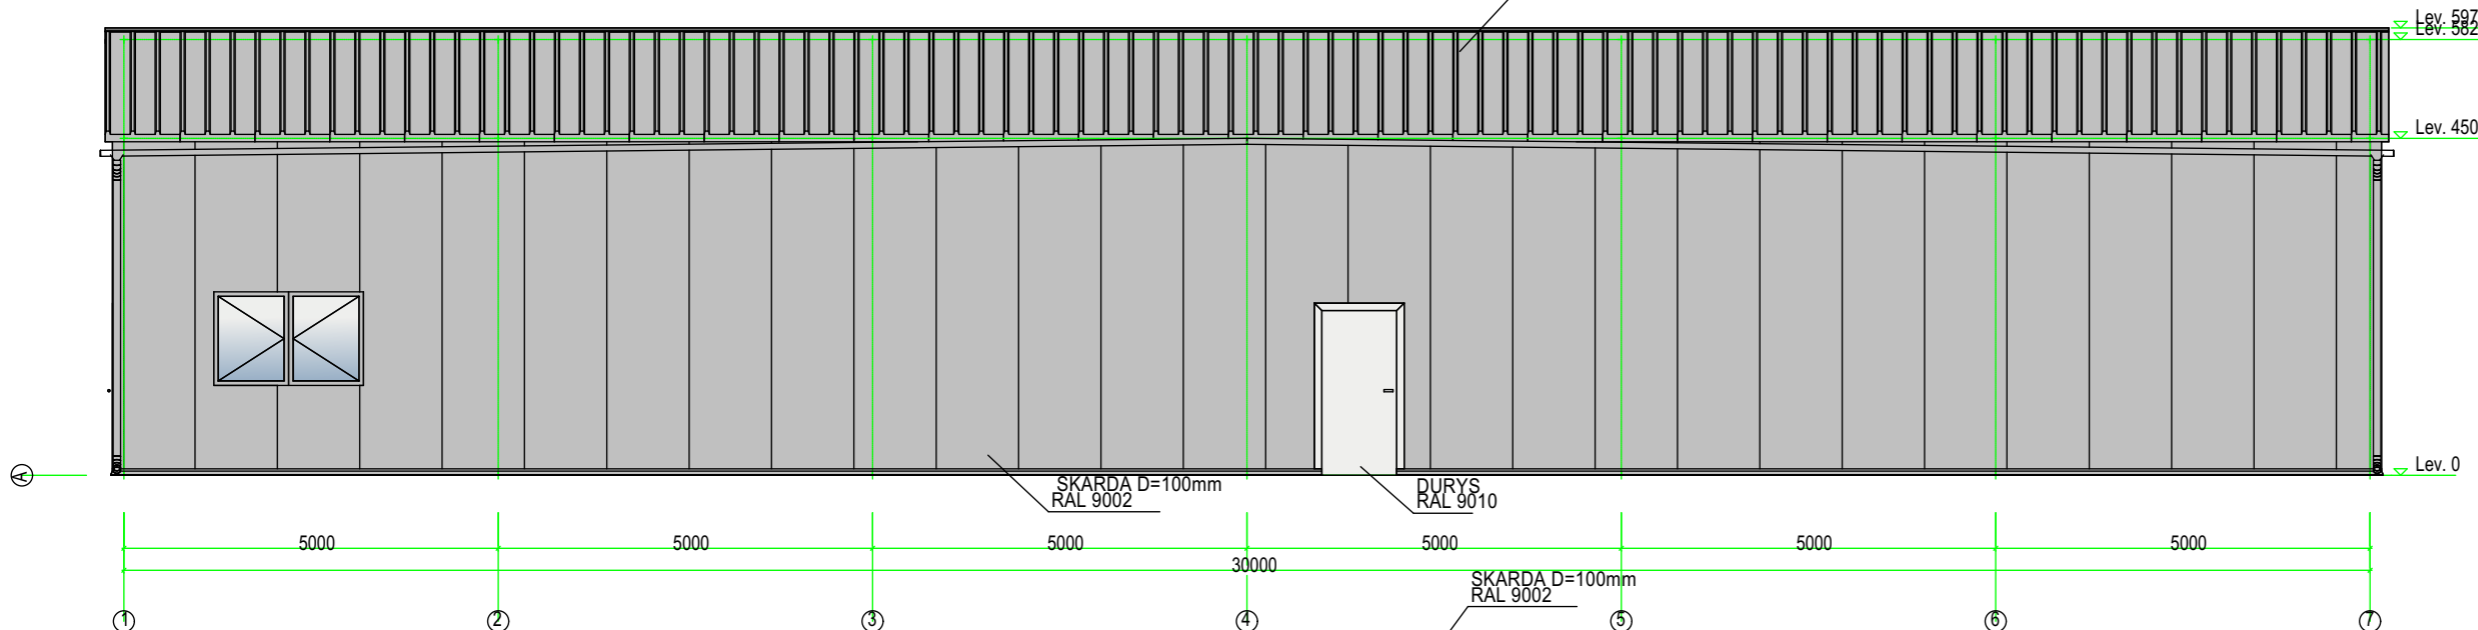 Lev. 597
Lev. 582
Lev. 450
Lev. 0
A
SKARDA D=100mm
RAL 9002
DURYS
RAL 9010
5000
5000
5000
5000
5000
5000
30000
SKARDA D=100mm
RAL 9002
1
2
3
4
5
6
7